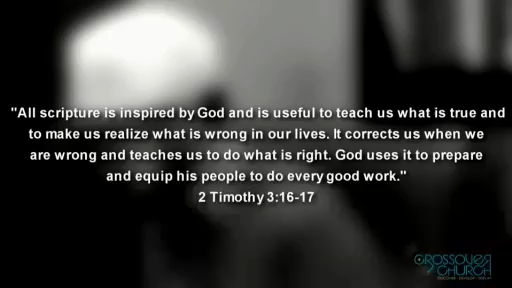 "All scripture is inspired by God and is useful to teach us what is true and
to make us realize what is wrong in our lives. It corrects us when we
are wrong and teaches us to do what is right. God uses it to prepare
and equip his people to do every good work."
2 Timothy 3:16-17
CROSSOVER
CHURCH